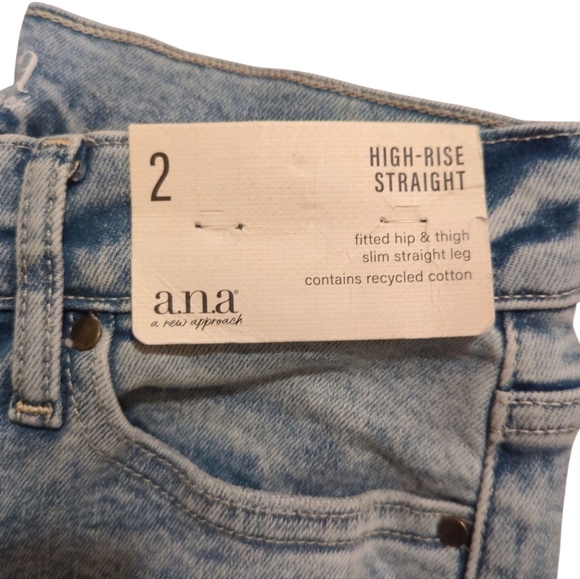 2
HIGH-RISE
STRAIGHT
fitted hip & thigh
slim straight leg
contains recycled cotton
a.n.a
a new approach